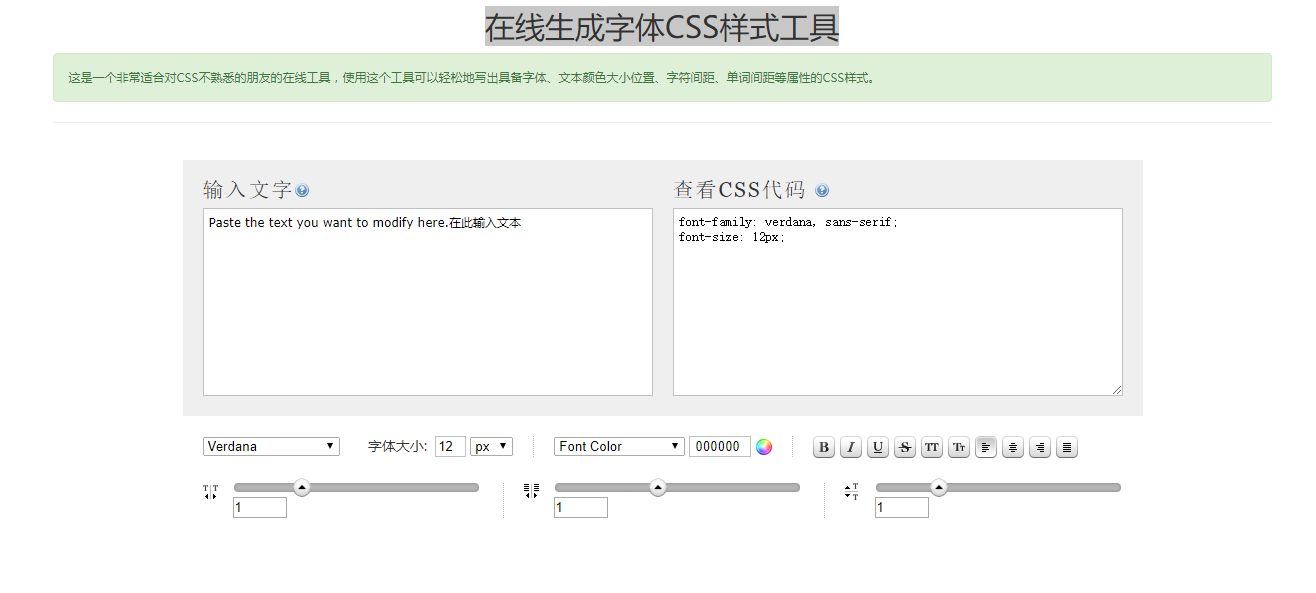 在线生成字体CSS样式工具
这是一个非常适合对CSS不熟悉的朋友的在线工具，使用这个工具可以轻松地写出具备字体、文本颜色大小位置、字符间距、单词间距等属性的CSS样式。
输入文字
查看CSS代码
Paste the text you want to modify here.在此输入文本
font-family: verdana, sans-serif;
font-size: 12px;
Verdana 字体大小: 12 px Font Color 000000 B I U S TT Tr
1 1 1